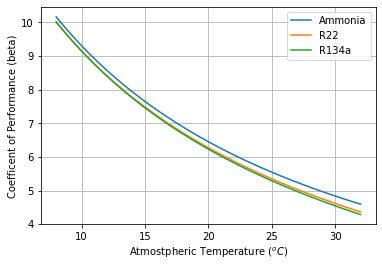 10
9
8
7
6
5
4
Coefficent of Performance (beta)
Ammonia
R22
R134a
10 15 20 25 30
Atmostpheric Temperature (°C)